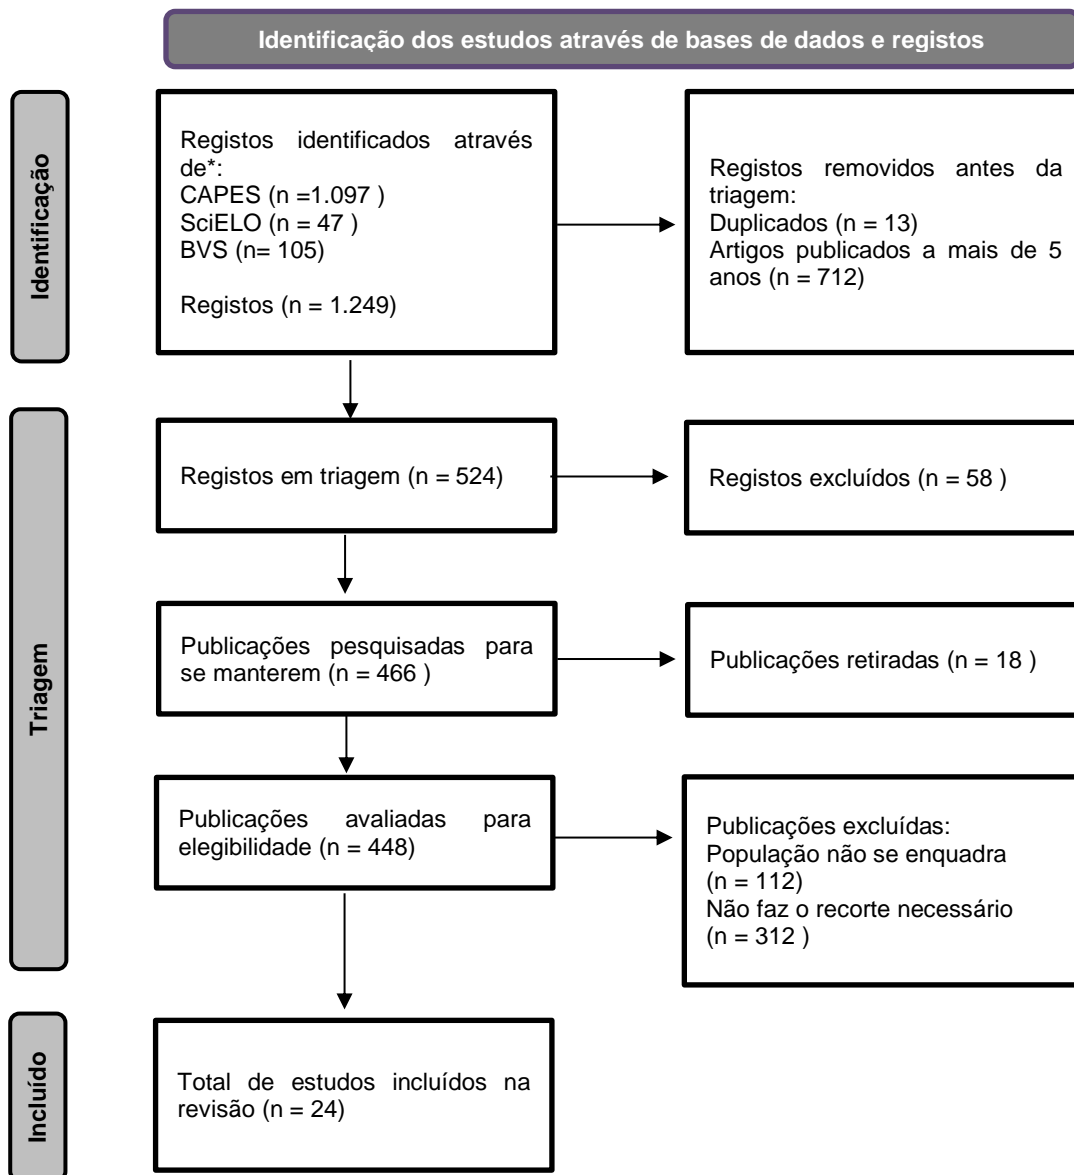 Identificação dos estudos através de bases de dados e registos
Identificação
Registos identificados através
de*:
CAPES (n =1.097 )
SciELO (n = 47 )
BVS (n= 105)
Registos (n = 1.249)
Registos removidos antes da
triagem:
Duplicados (n = 13)
Artigos publicados a mais de 5
anos (n = 712)
Triagem
Registos em triagem (n = 524)
Registos excluídos (n = 58 )
Publicações pesquisadas para
se manterem (n = 466 )
Publicações retiradas (n = 18 )
Publicações avaliadas para
elegibilidade (n = 448)
Publicações excluídas:
População não se enquadra
(n = 112)
Não faz o recorte necessário
(n = 312 )
Incluído
Total de estudos incluídos na
revisão (n = 24)